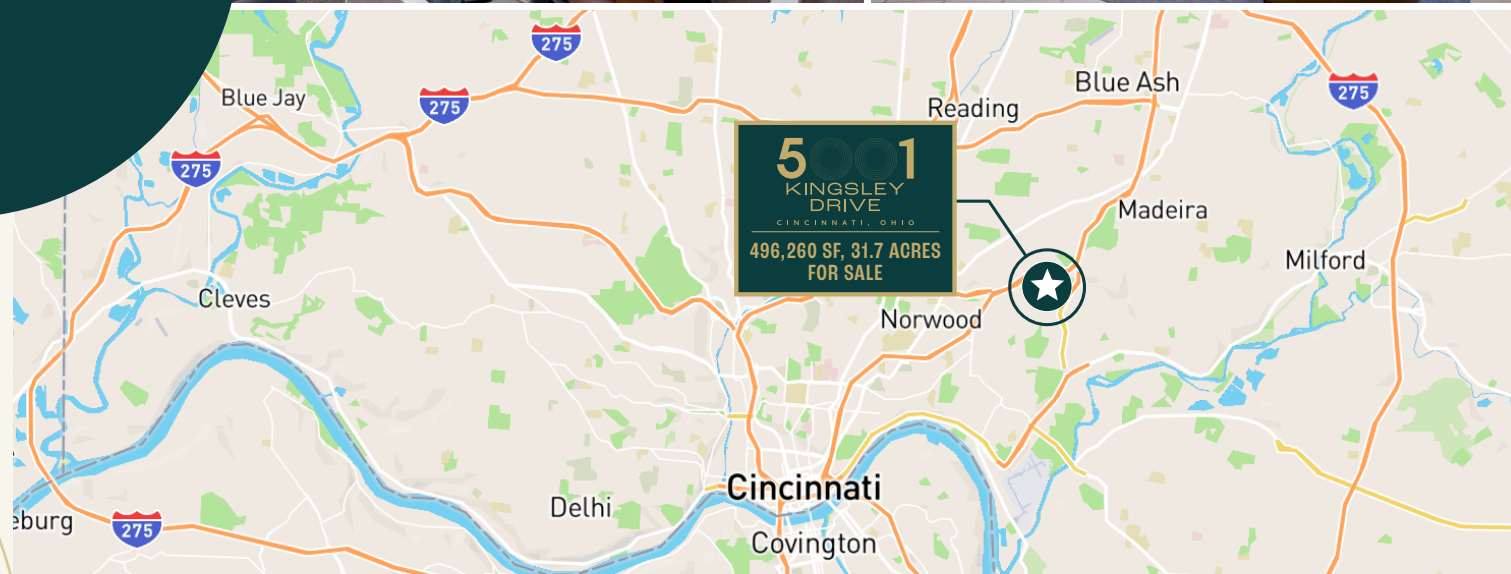 275
Blue Jay
275
Blue Ash
275
Reading
275
5001
KINGSLEY
DRIVE
CINCINNATI, OHIO
496,260 SF, 31.7 ACRES
FOR SALE
Madeira
Milford
Cleves
Norwood
Cincinnati
Delhi
eburg
275
Covington